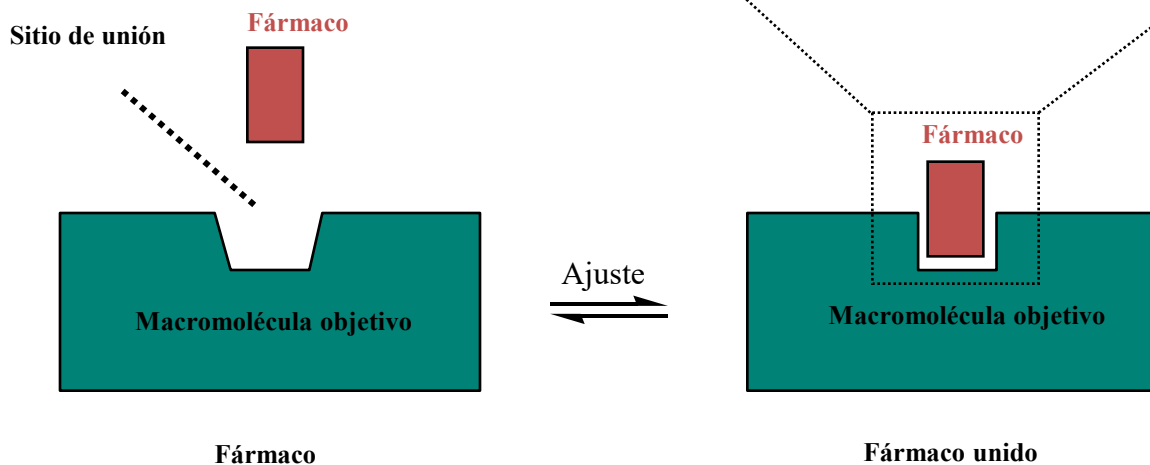 Fármaco
Sitio de unión
Macromolécula objetivo
Fármaco
Ajuste
Fármaco
Macromolécula objetivo
Fármaco unido